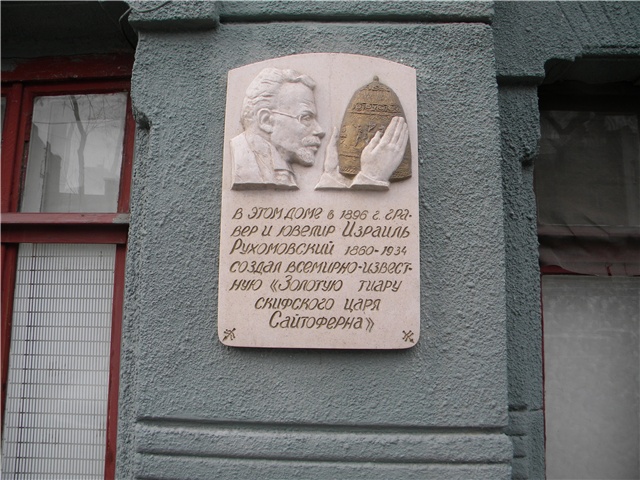 В ЭТОМ ДОМЕ В 1896 Г. ГРА-
ВЕР И ЮВЕЛИР ИЗРАИЛЬ
РУХОМОВСКИЙ 1860-1934
СОЗДАЛ ВСЕМИРНО-ИЗВЕСТ-
НУЮ «ЗОЛОТУЮ ТИАРУ
СКИФСКОГО ЦАРЯ
САЙТОФЕРНА»